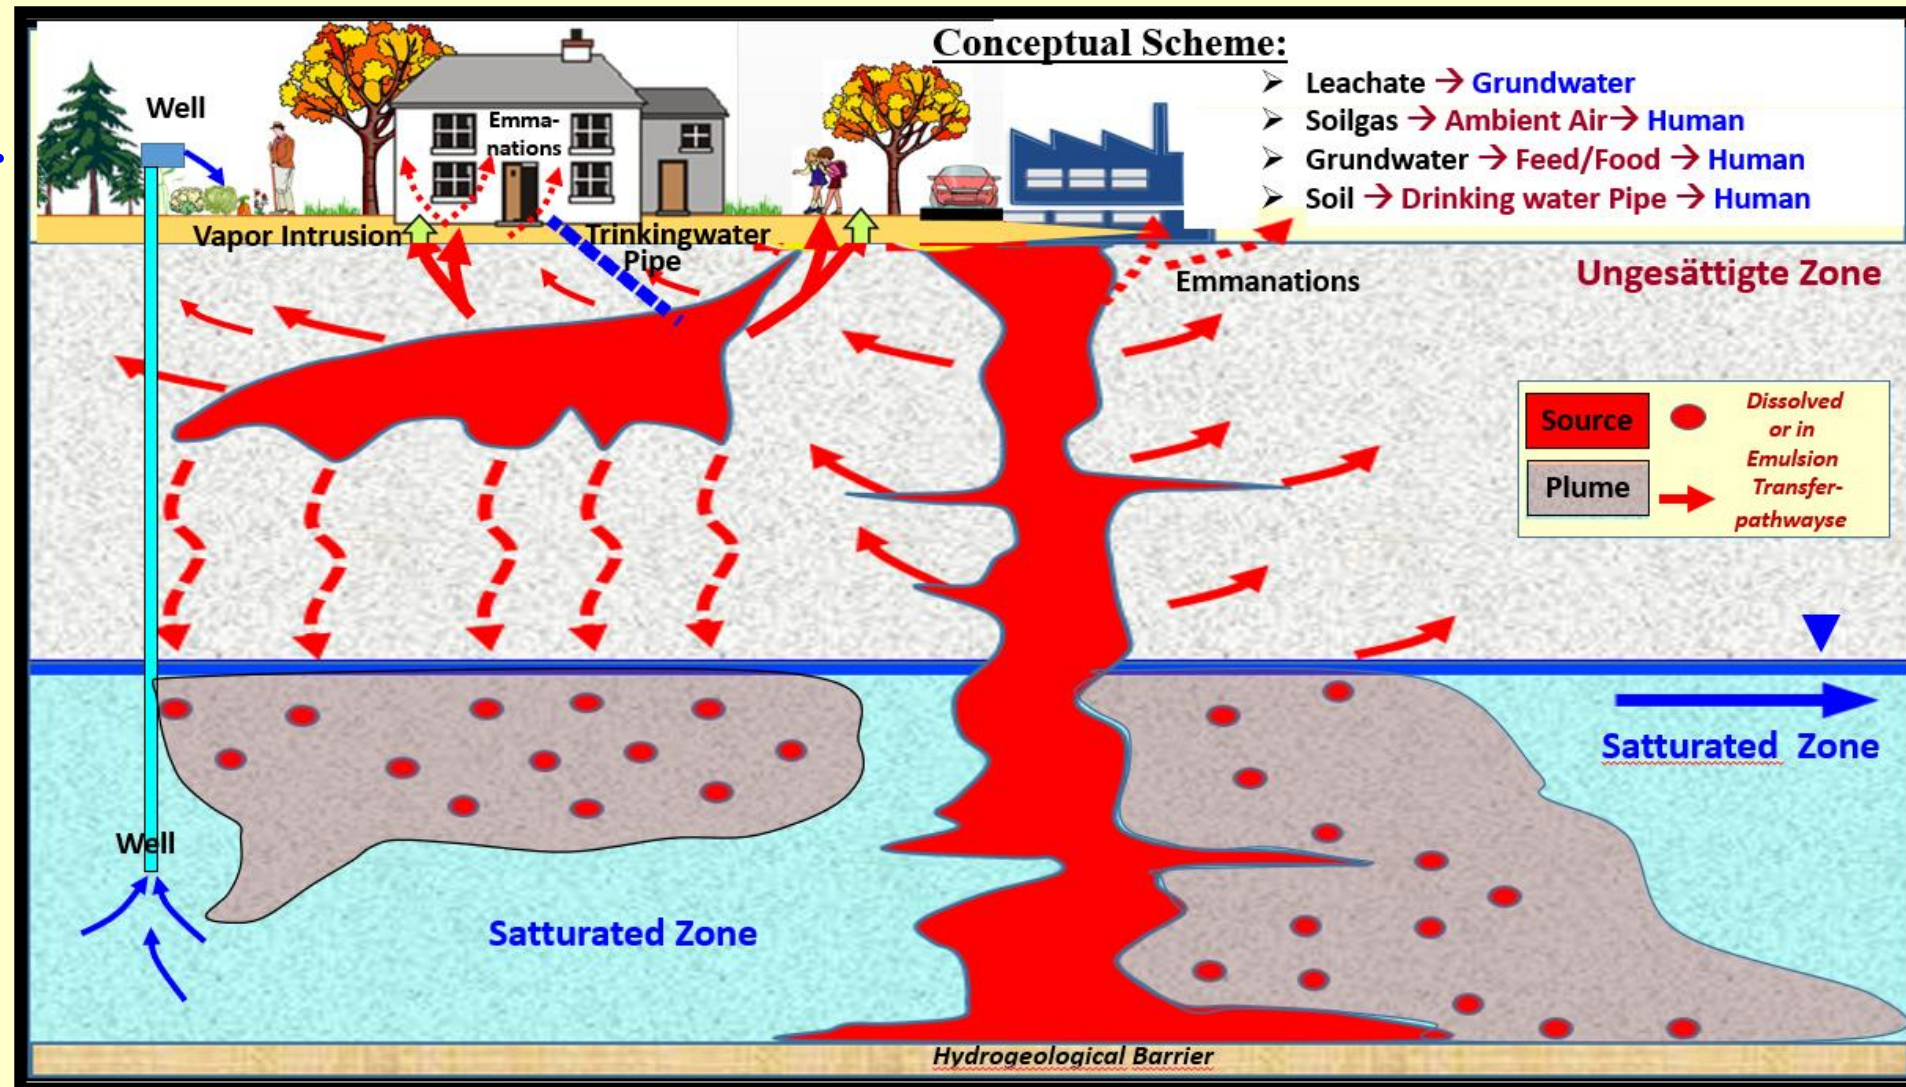 Conceptual Scheme:
➢ Leachate → Grundwater
➢ Soilgas → Ambient Air→ Human
➢ Grundwater → Feed/Food → Human
➢ Soil → Drinking water Pipe → Human
Well
Emma-
nations
Vapor Intrusion
Trinkingwater
Pipe
Emmanations
Ungesättigte Zone
Source
Dissolved
or in
Emulsion
Plume
Transfer-
pathwayse
Satturated Zone
Well
Satturated Zone
Hydrogeological Barrier